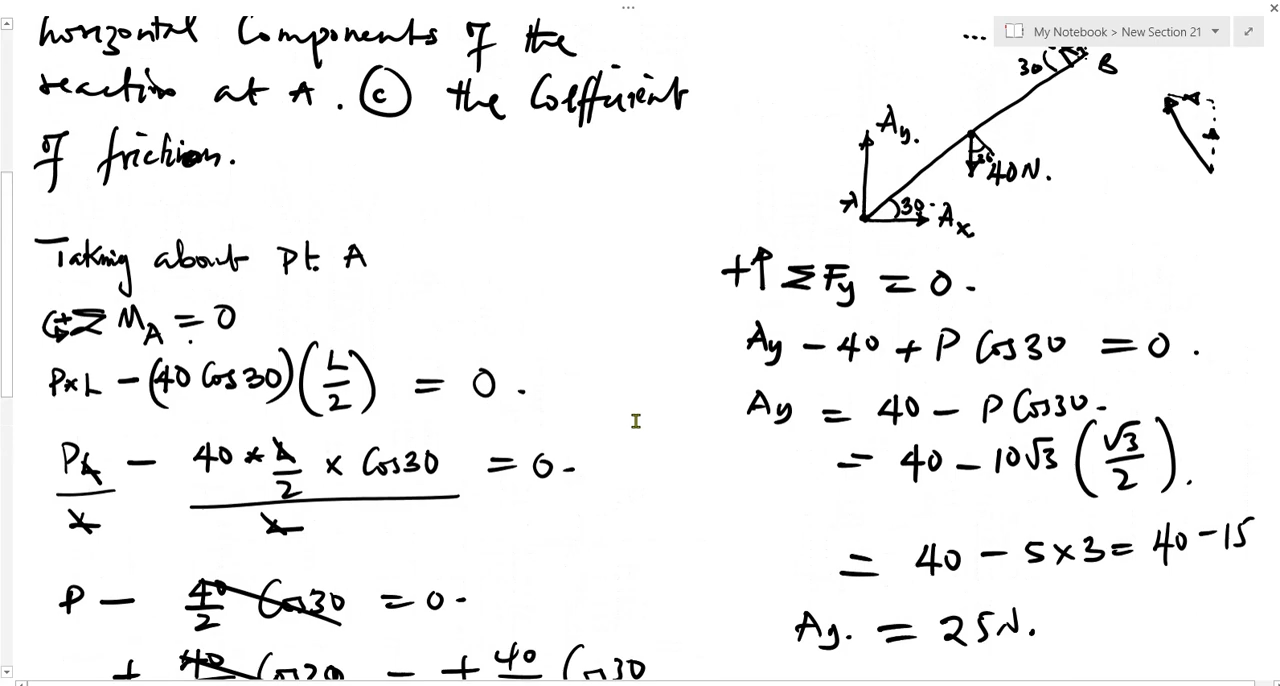 horizontal Components of the
reaction at A. (c) the Coefficient
of friction.
Taking about pt. A
+ Σ M_A = 0
P×L − (40 Cos 30)(L/2) = 0.
PL/L − (40 * L/2 × Cos30)/L = 0.
P − 40/2 Cos30 = 0.
... My Notebook > New Section 21
30 B
Ay.
40N.
A 30° Ax
+↑ ΣFy = 0.
Ay − 40 + P Cos30 = 0.
Ay = 40 − P Cos30.
= 40 − 10√3 (√3/2).
= 40 − 5×3 = 40 − 15
Ay. = 25N.